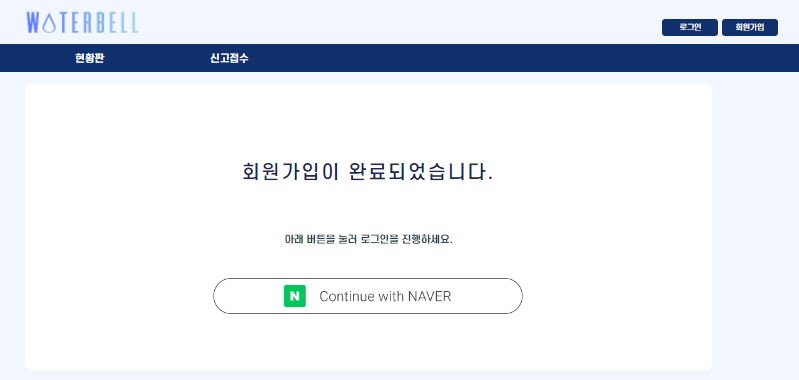 WATERBELL
로그인 회원가입
현황판 신고접수
회원가입이 완료되었습니다.
아래 버튼을 눌러 로그인을 진행하세요.
N Continue with NAVER